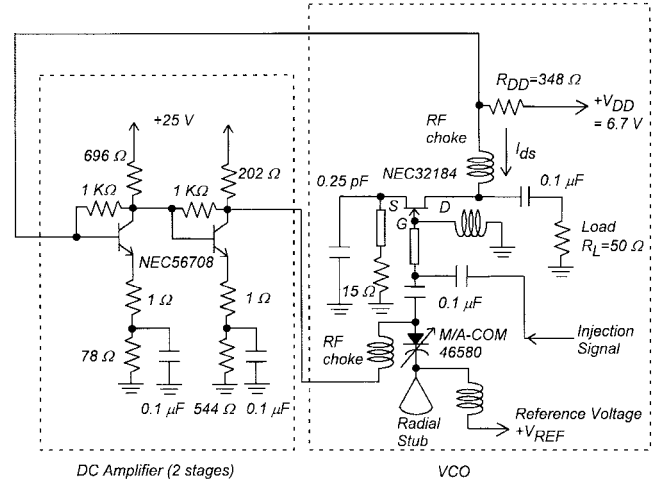 R_DD=348 Ω
+V_DD
= 6.7 V
RF
choke
I_ds
+25 V
696 Ω
202 Ω
1 KΩ
1 KΩ
NEC32184
0.25 pF
0.1 μF
S
D
G
Load
R_L=50 Ω
NEC56708
15 Ω
0.1 μF
1 Ω
1 Ω
Injection
Signal
RF
choke
M/A-COM
46580
78 Ω
0.1 μF
544 Ω
0.1 μF
Radial
Stub
Reference Voltage
+V_REF
DC Amplifier (2 stages)
VCO